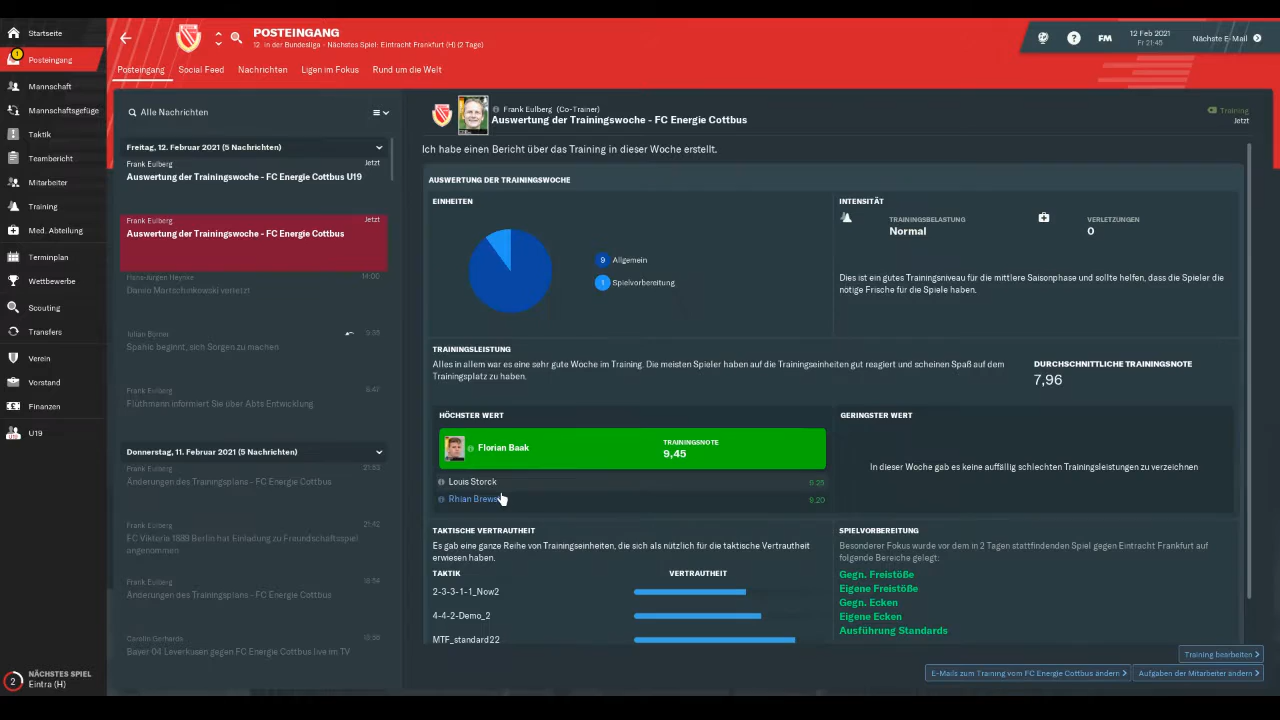 Startseite
1
Posteingang
Mannschaft
Mannschaftsgefüge
Taktik
Teambericht
Mitarbeiter
Training
Med. Abteilung
Terminplan
Wettbewerbe
Scouting
Transfers
Verein
Vorstand
Finanzen
U19
2
NÄCHSTES SPIEL
Eintra (H)
POSTEINGANG
12. in der Bundesliga - Nächstes Spiel: Eintracht Frankfurt (H) (2 Tage)
?
FM
12 Feb 2021
Fr 21:45
NÄCHSTE E-MAIL
Posteingang
Social Feed
Nachrichten
Ligen im Fokus
Rund um die Welt
Alle Nachrichten
Freitag, 12. Februar 2021 (5 Nachrichten)
Frank Eulberg
Jetzt
Auswertung der Trainingswoche - FC Energie Cottbus U19
Frank Eulberg
Jetzt
Auswertung der Trainingswoche - FC Energie Cottbus
Hans-Jürgen Heynke
14:00
verletzt
Julian Börner
Spahic beginnt, sich Sorgen zu machen
Frank Eulberg
Flüthmann informiert Sie über Abts Entwicklung
Donnerstag, 11. Februar 2021 (5 Nachrichten)
Frank Eulberg
Änderungen des Trainingsplans - FC Energie Cottbus
Frank Eulberg
21:42
FC Viktoria 1889 Berlin hat Einladung zu Freundschaftsspiel
angenommen
Frank Eulberg
Änderungen des Trainingsplans - FC Energie Cottbus
Carolin Gerhards
Bayer 04 Leverkusen gegen FC Energie Cottbus live im TV
Frank Eulberg (Co-Trainer)
Auswertung der Trainingswoche - FC Energie Cottbus
Training
Jetzt
Ich habe einen Bericht über das Training in dieser Woche erstellt.
AUSWERTUNG DER TRAININGSWOCHE
EINHEITEN
9 Allgemein
1 Spielvorbereitung
INTENSITÄT
TRAININGSBELASTUNG
Normal
VERLETZUNGEN
0
Dies ist ein gutes Trainingsniveau für die mittlere Saisonphase und sollte helfen, dass die Spieler die
nötige Frische für die Spiele haben.
TRAININGSLEISTUNG
Alles in allem war es eine sehr gute Woche im Training. Die meisten Spieler haben auf die Trainingseinheiten gut reagiert und scheinen Spaß auf dem
Trainingsplatz zu haben.
DURCHSCHNITTLICHE TRAININGSNOTE
7,96
HÖCHSTER WERT
Florian Baak
TRAININGSNOTE
9,45
Louis Storck
9,25
Rhian Brews
9,20
GERINGSTER WERT
In dieser Woche gab es keine auffällig schlechten Trainingsleistungen zu verzeichnen
TAKTISCHE VERTRAUTHEIT
Es gab eine ganze Reihe von Trainingseinheiten, die sich als nützlich für die taktische Vertrautheit
erwiesen haben.
TAKTIK
VERTRAUTHEIT
2-3-3-1-1_Now2
4-4-2-Demo_2
MTF_standard22
SPIELVORBEREITUNG
Besonderer Fokus wurde vor dem in 2 Tagen stattfindenden Spiel gegen Eintracht Frankfurt auf
folgende Bereiche gelegt:
Gegn. Freistöße
Eigene Freistöße
Gegn. Ecken
Eigene Ecken
Ausführung Standards
Training bearbeiten
E-Mails zum Training vom FC Energie Cottbus ändern
Aufgaben der Mitarbeiter ändern